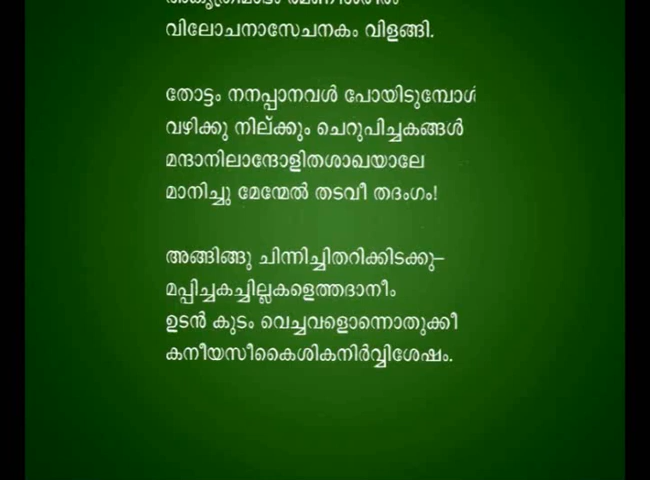 വിലോചനാസേചനകം വിളങ്ങി.
തോട്ടം നനപ്പാനവൾ പോയിടുമ്പോൾ
വഴിക്കു നില്ക്കും ചെറുപിച്ചകങ്ങൾ
മന്ദാനിലാന്ദോളിതശാഖയാലേ
മാനിച്ചു മേന്മേൽ തടവീ തദംഗം!
അങ്ങിങ്ങു ചിന്നിച്ചിതറിക്കിടക്കു–
മപ്പിച്ചകച്ചില്ലകളെത്തദാനീം
ഉടൻ കുടം വെച്ചവളൊന്നൊതുക്കീ
കനീയസീകൈശികനിർവ്വിശേഷം.